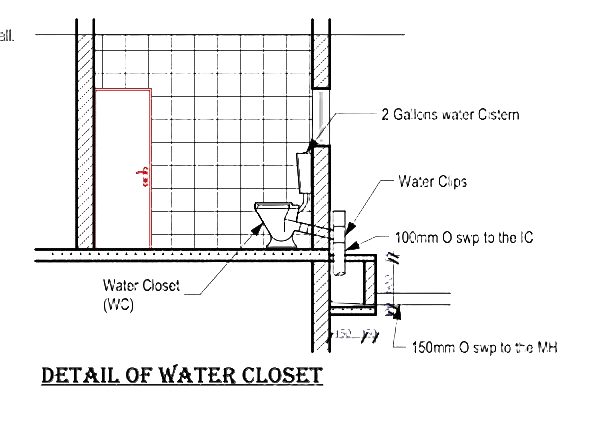 all.
2 Gallons water Cistern
Water Clips
100mm O swp to the IC
Water Closet
(WC)
150
150mm O swp to the MH
DETAIL OF WATER CLOSET